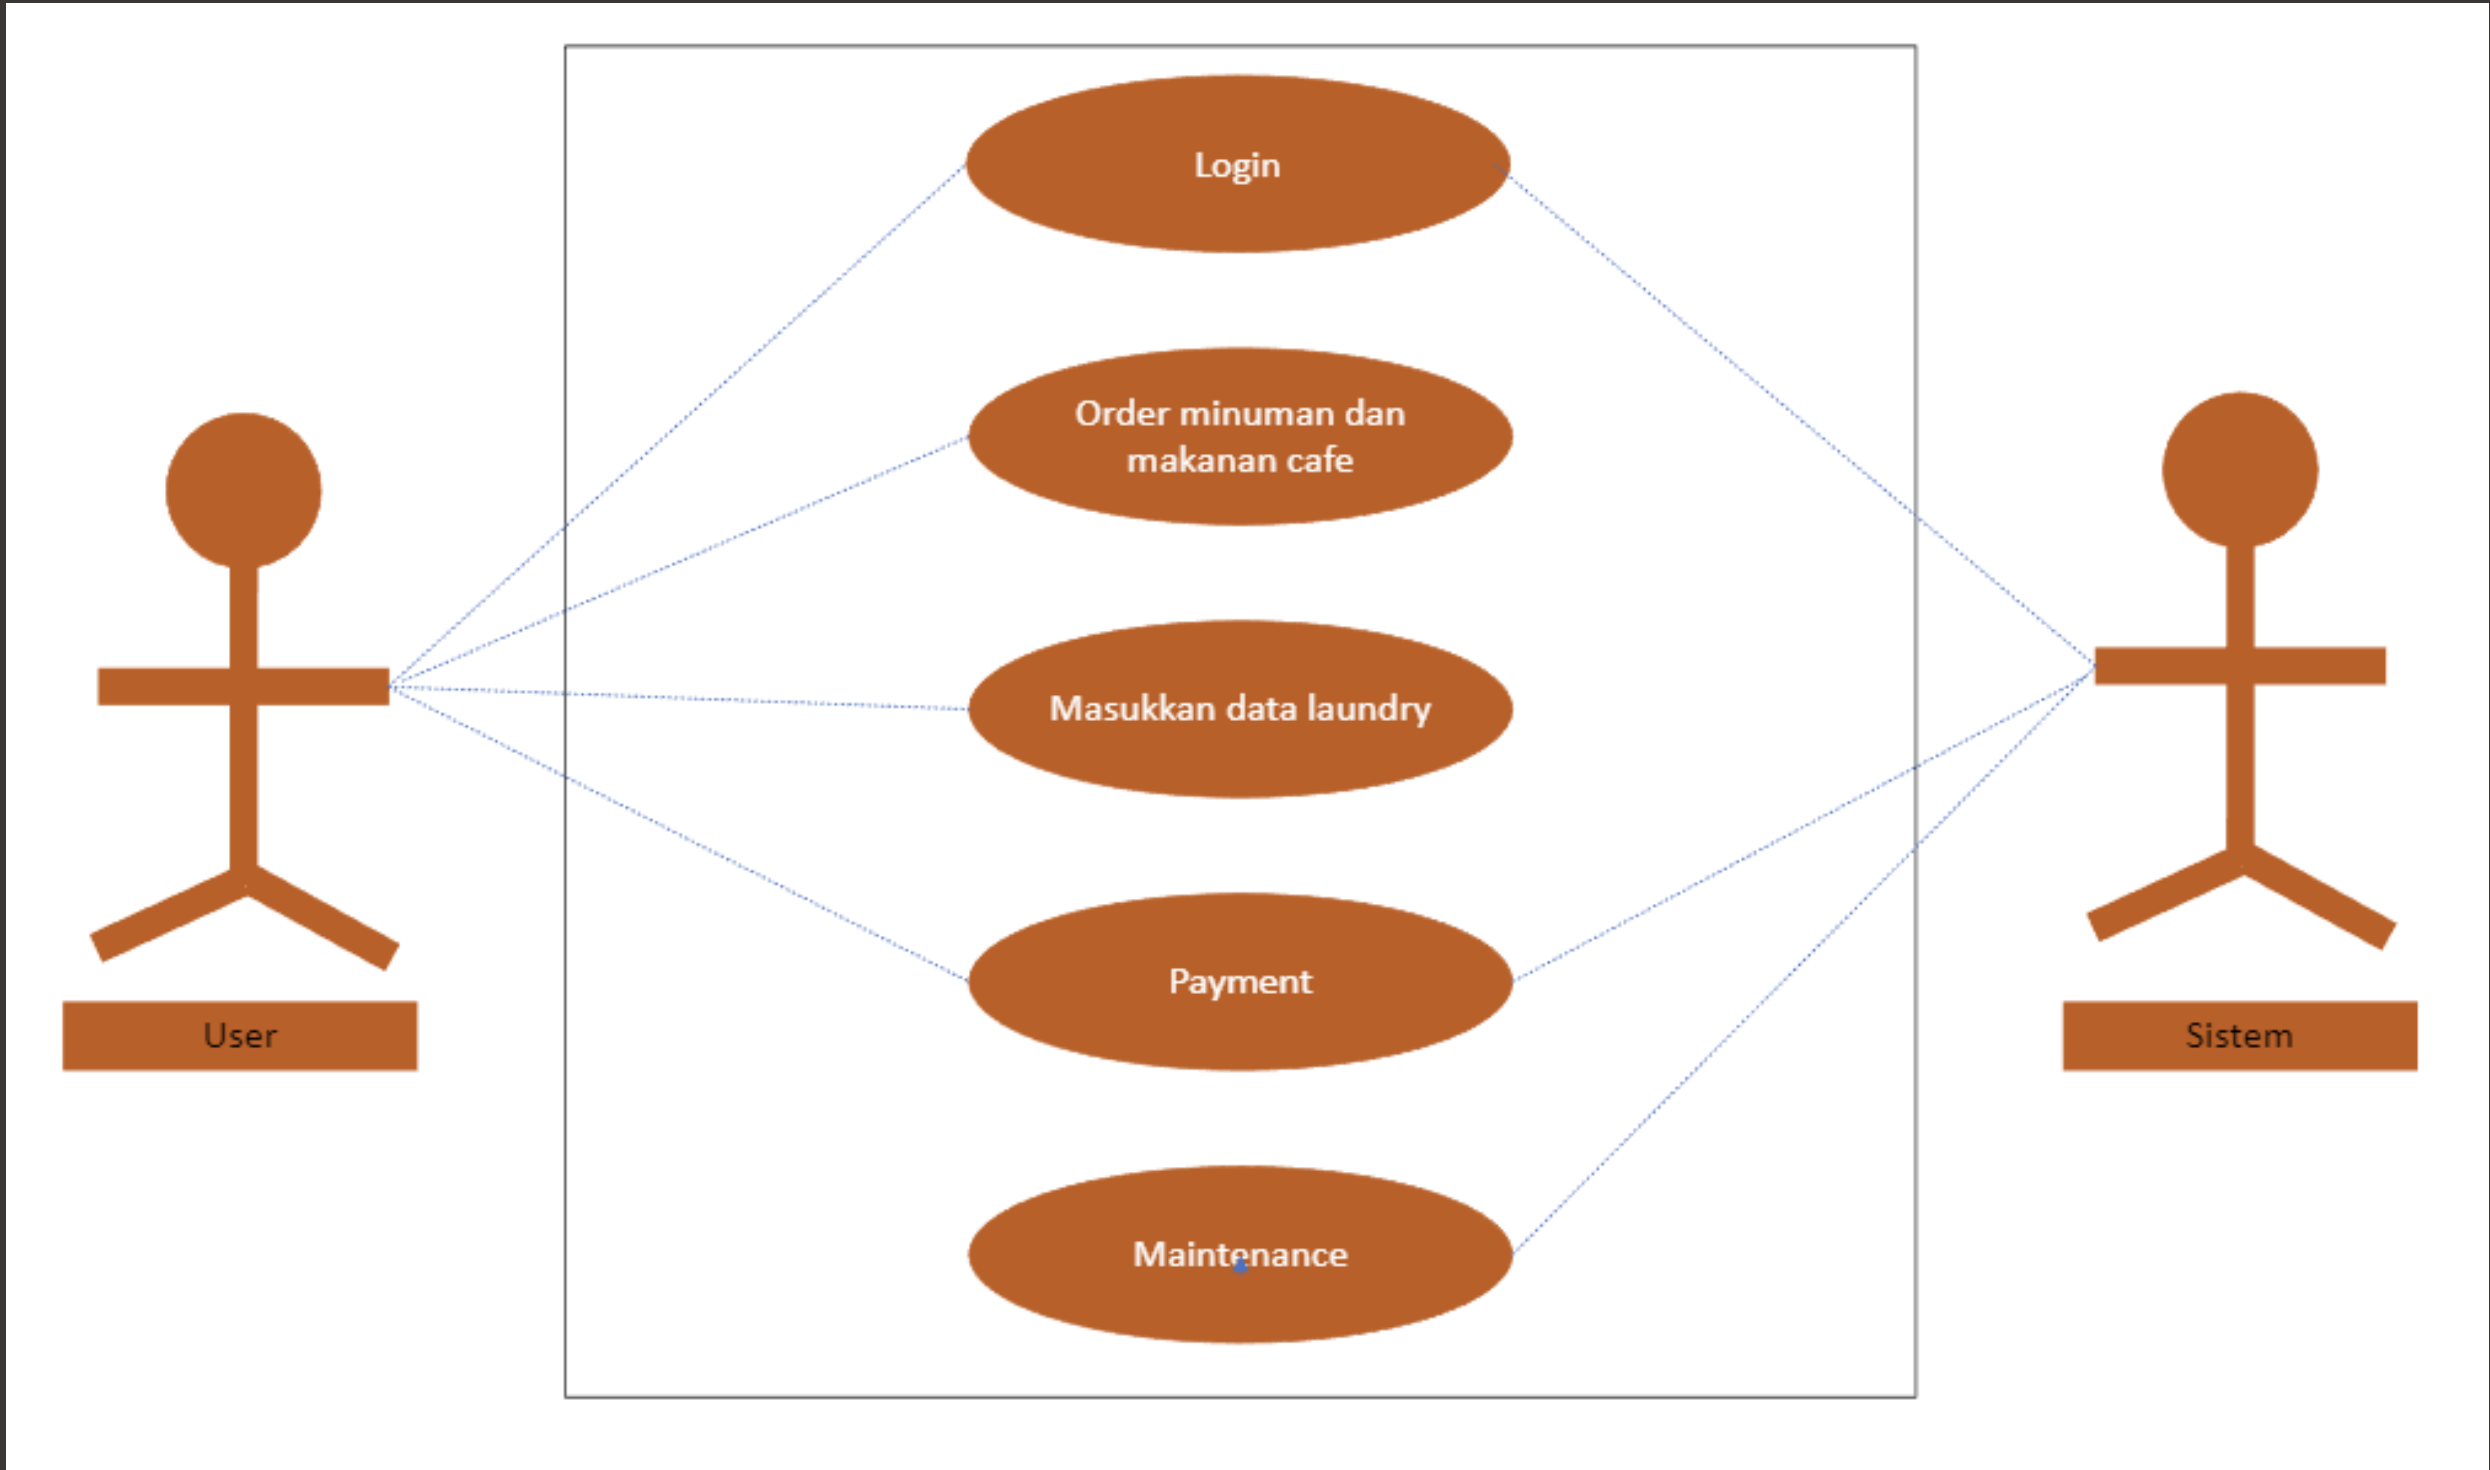 Login
Order minuman dan
makanan cafe
Masukkan data laundry
Payment
Maintenance
User
Sistem